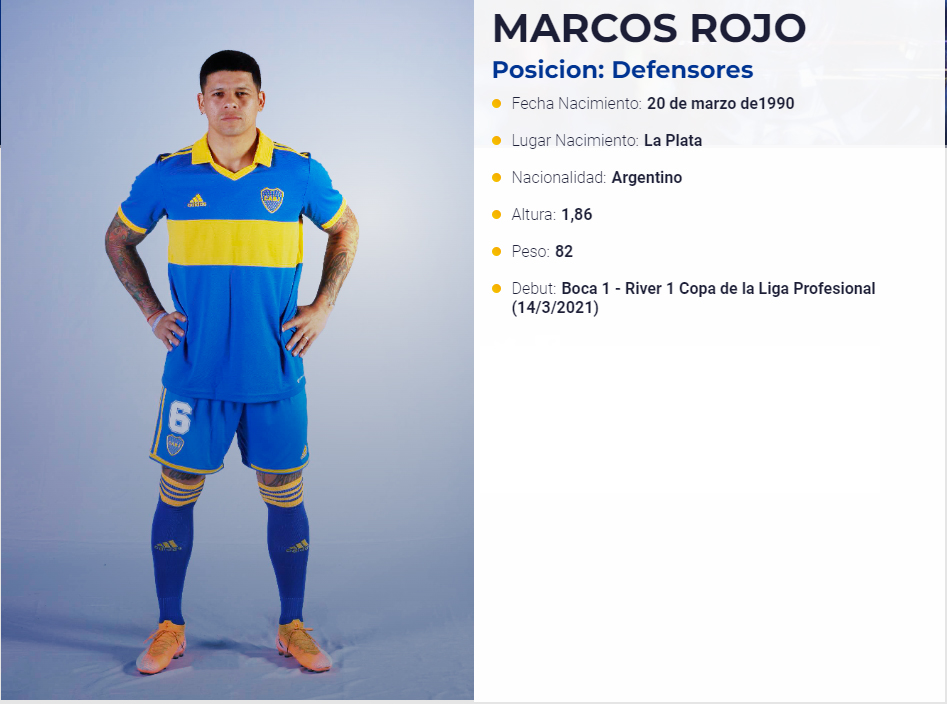 MARCOS ROJO
Posicion: Defensores
Fecha Nacimiento: 20 de marzo de1990
Lugar Nacimiento: La Plata
Nacionalidad: Argentino
Altura: 1,86
Peso: 82
Debut: Boca 1 - River 1 Copa de la Liga Profesional
(14/3/2021)
CABJ
6